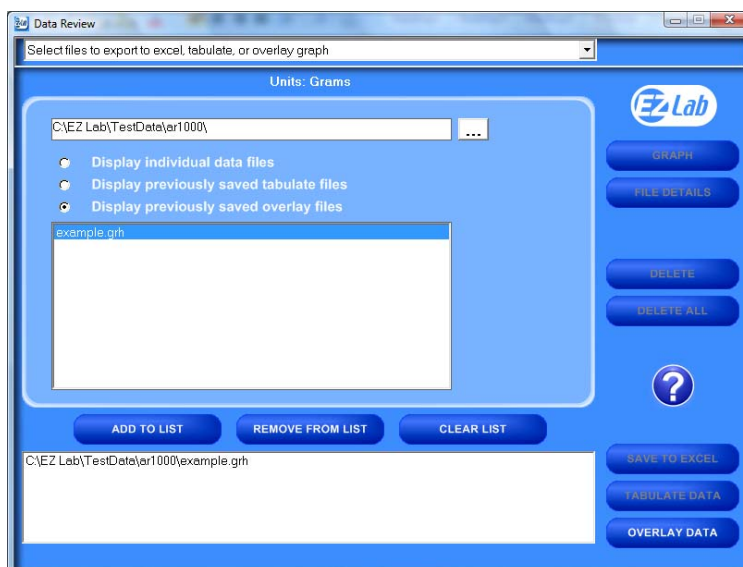 Data Review
Select files to export to excel, tabulate, or overlay graph
Units: Grams
EZ Lab
C:\EZ Lab\TestData\ar1000\
...
Display individual data files
Display previously saved tabulate files
Display previously saved overlay files
example.grh
GRAPH
FILE DETAILS
DELETE
DELETE ALL
?
ADD TO LIST
REMOVE FROM LIST
CLEAR LIST
C:\EZ Lab\TestData\ar1000\example.grh
SAVE TO EXCEL
TABULATE DATA
OVERLAY DATA